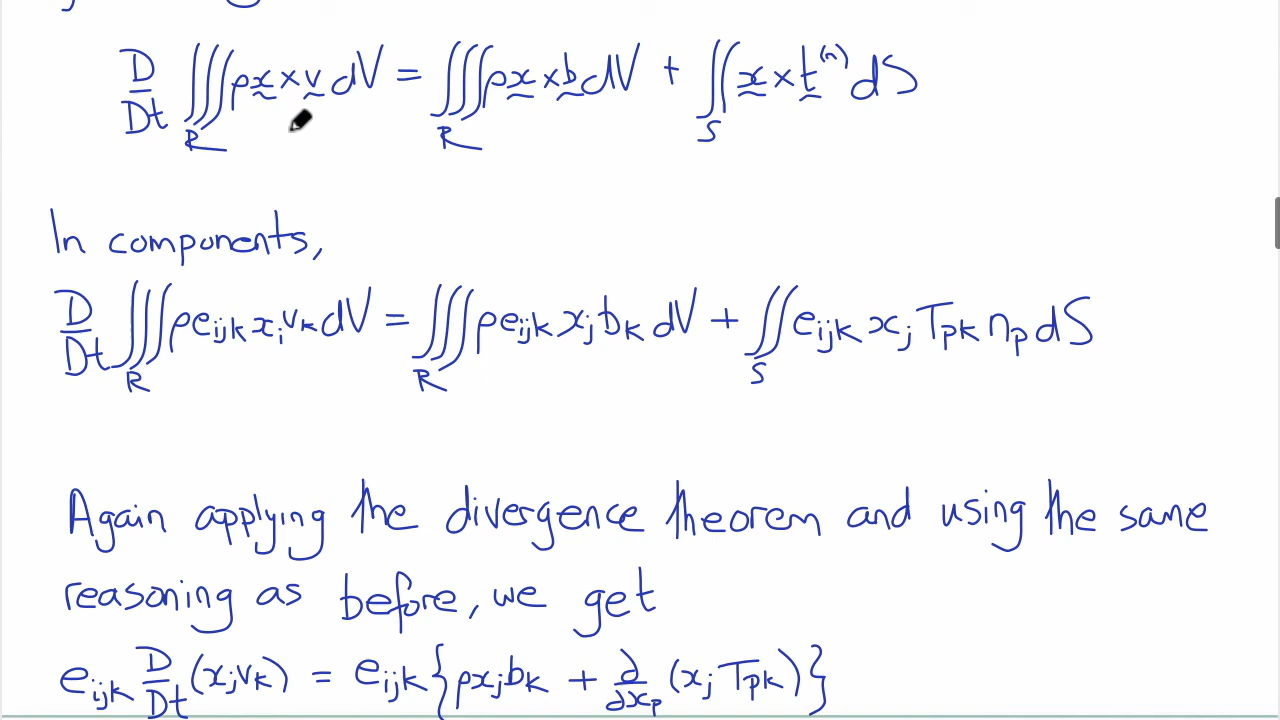 D/Dt ∭_R ρ x̰ × v̰ dV = ∭_R ρ x̰ × b̰ dV + ∬_S x̰ × t̰^(n) dS
In components,
D/Dt ∭_R ρ e_ijk x_i v_k dV = ∭_R ρ e_ijk x_j b_k dV + ∬_S e_ijk x_j T_pk n_p dS
Again applying the divergence theorem and using the same
reasoning as before, we get
e_ijk D/Dt (x_j v_k) = e_ijk { ρ x_j b_k + ∂/∂x_p (x_j T_pk) }